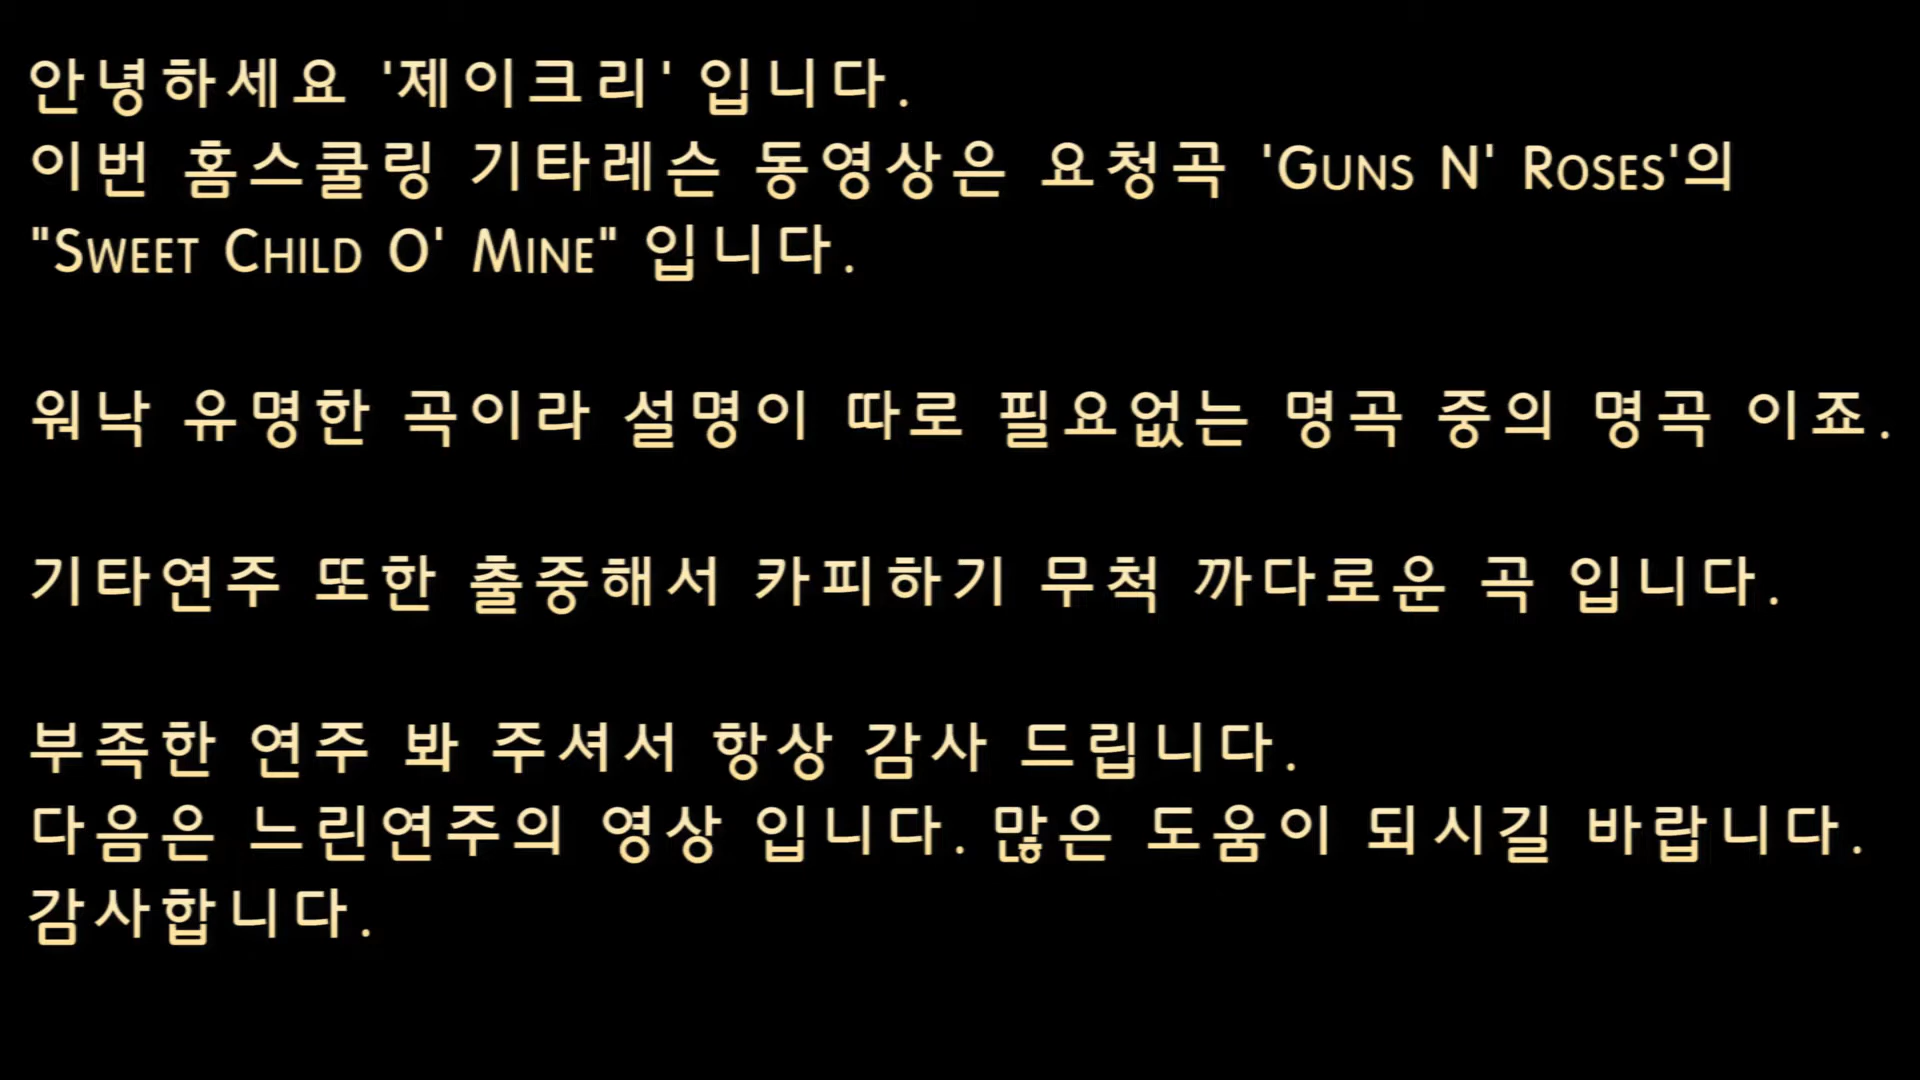 안녕하세요 '제이크리' 입니다.
이번 홈스쿨링 기타레슨 동영상은 요청곡 'Guns N' Roses'의
"Sweet Child O' Mine" 입니다.
워낙 유명한 곡이라 설명이 따로 필요없는 명곡 중의 명곡 이죠.
기타연주 또한 출중해서 카피하기 무척 까다로운 곡 입니다.
부족한 연주 봐 주셔서 항상 감사 드립니다.
다음은 느린연주의 영상 입니다. 많은 도움이 되시길 바랍니다.
감사합니다.